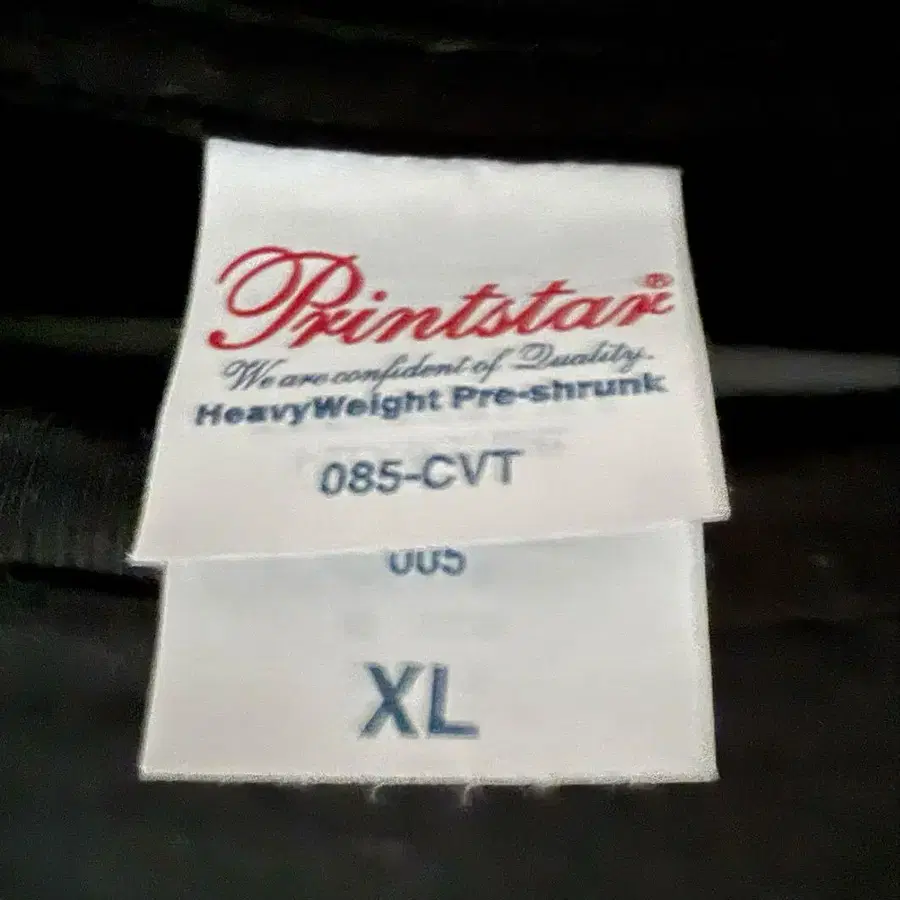 Printstar®
We are confident of Quality.
HeavyWeight Pre-shrunk
085-CVT
005
XL